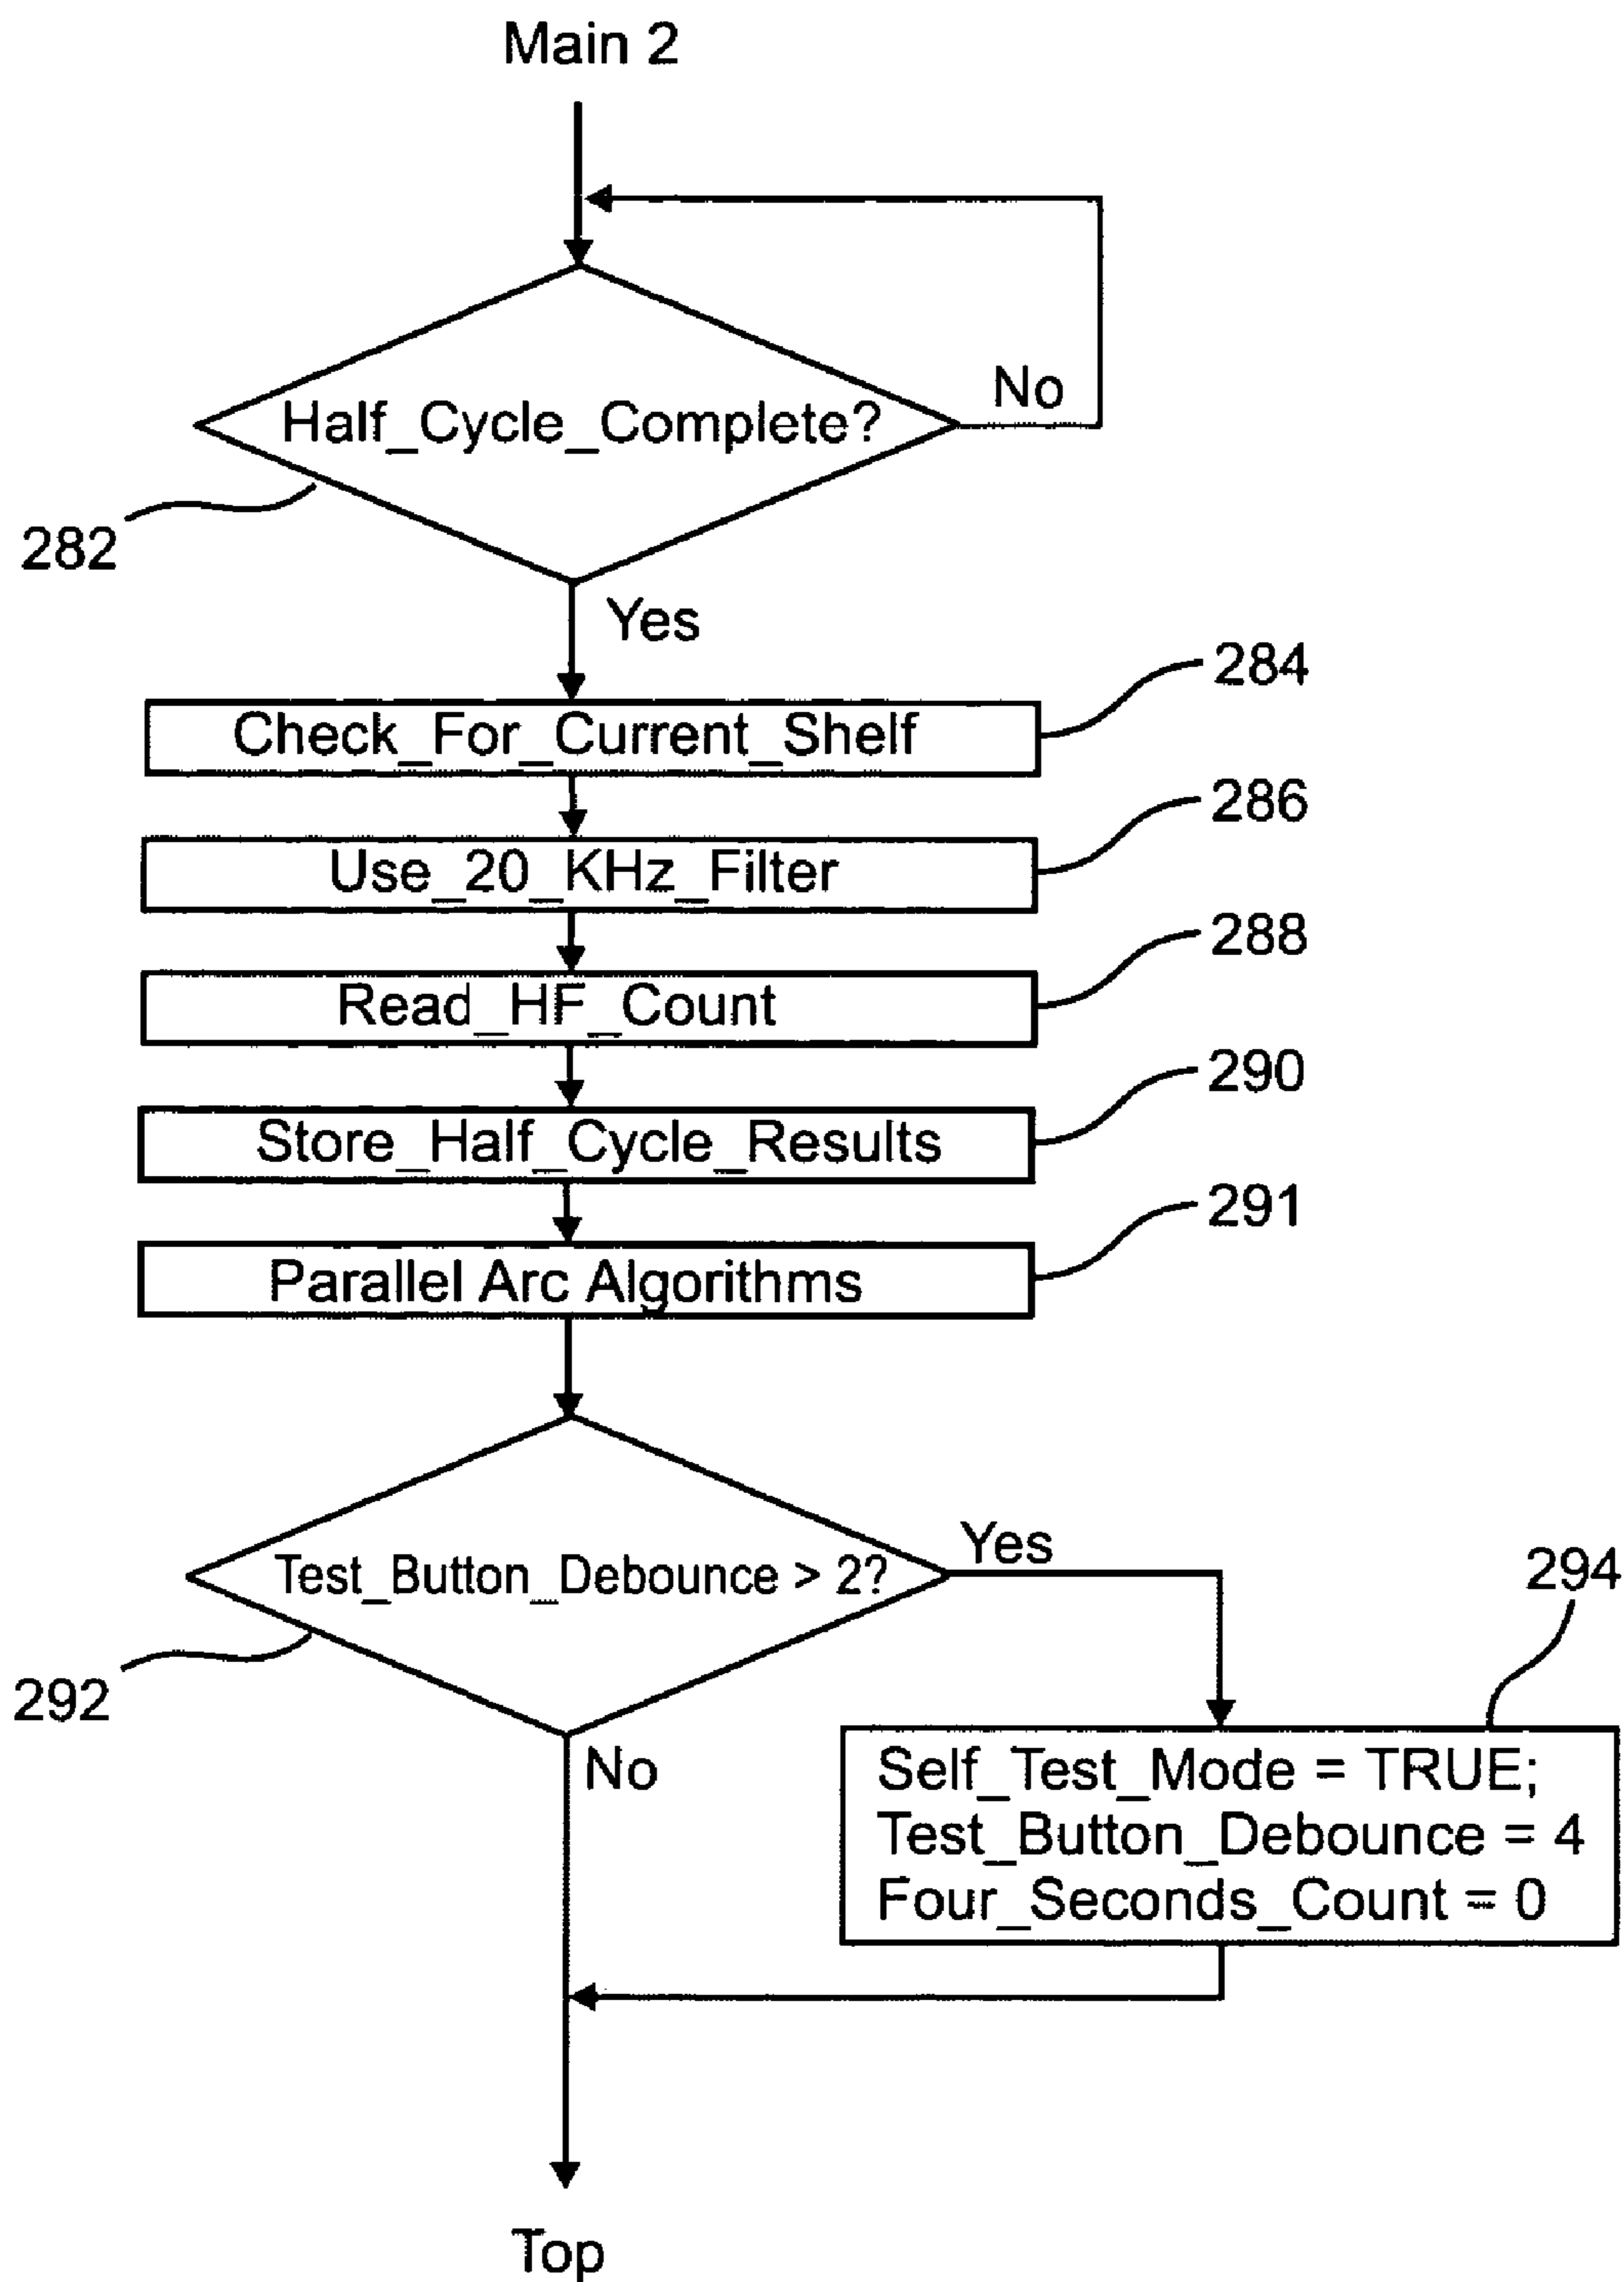 Main 2
Half_Cycle_Complete?
No
282
Yes
284
Check_For_Current_Shelf
286
Use_20_KHz_Filter
288
Read_HF_Count
290
Store_Half_Cycle_Results
291
Parallel Arc Algorithms
Test_Button_Debounce > 2?
Yes
294
292
No
Self_Test_Mode = TRUE;
Test_Button_Debounce = 4
Four_Seconds_Count = 0
Top